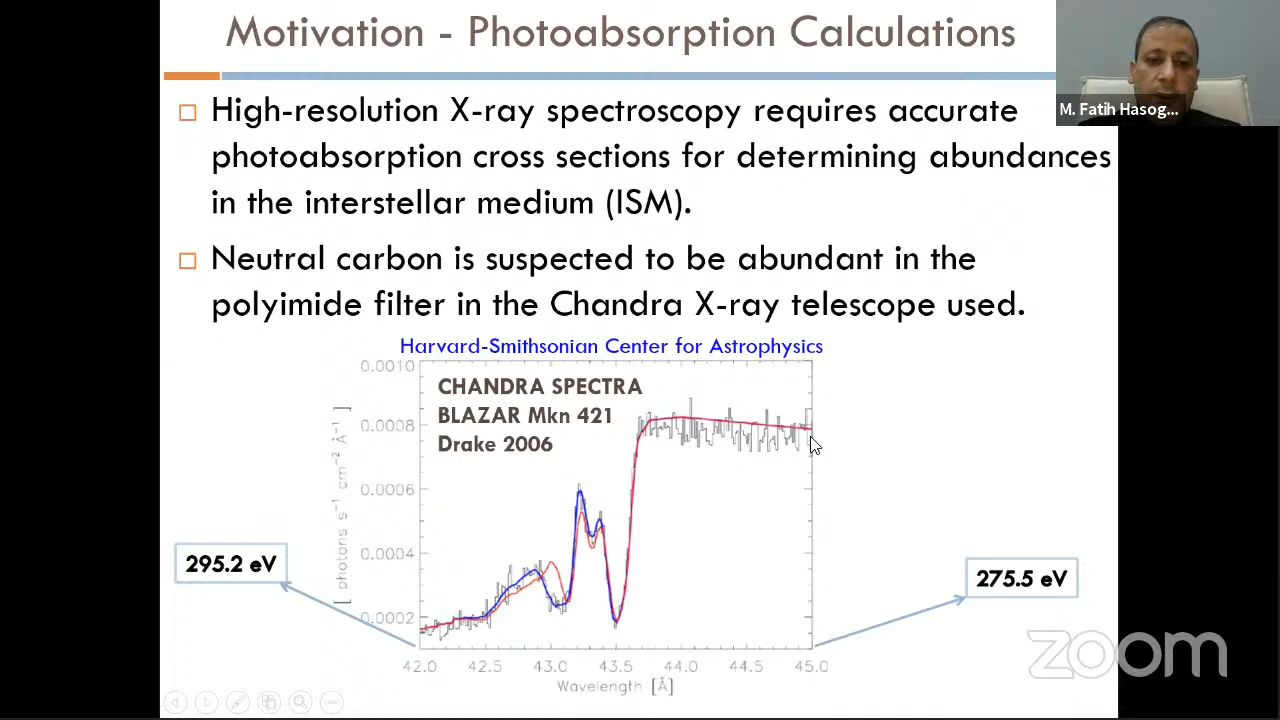 Motivation - Photoabsorption Calculations
M. Fatih Hasog...
High-resolution X-ray spectroscopy requires accurate
photoabsorption cross sections for determining abundances
in the interstellar medium (ISM).
Neutral carbon is suspected to be abundant in the
polyimide filter in the Chandra X-ray telescope used.
Harvard-Smithsonian Center for Astrophysics
CHANDRA SPECTRA
BLAZAR Mkn 421
Drake 2006
0.0010
0.0008
0.0006
0.0004
0.0002
[ photons s⁻¹ cm⁻² Å⁻¹ ]
295.2 eV
275.5 eV
42.0 42.5 43.0 43.5 44.0 44.5 45.0
Wavelength [Å]
zoom